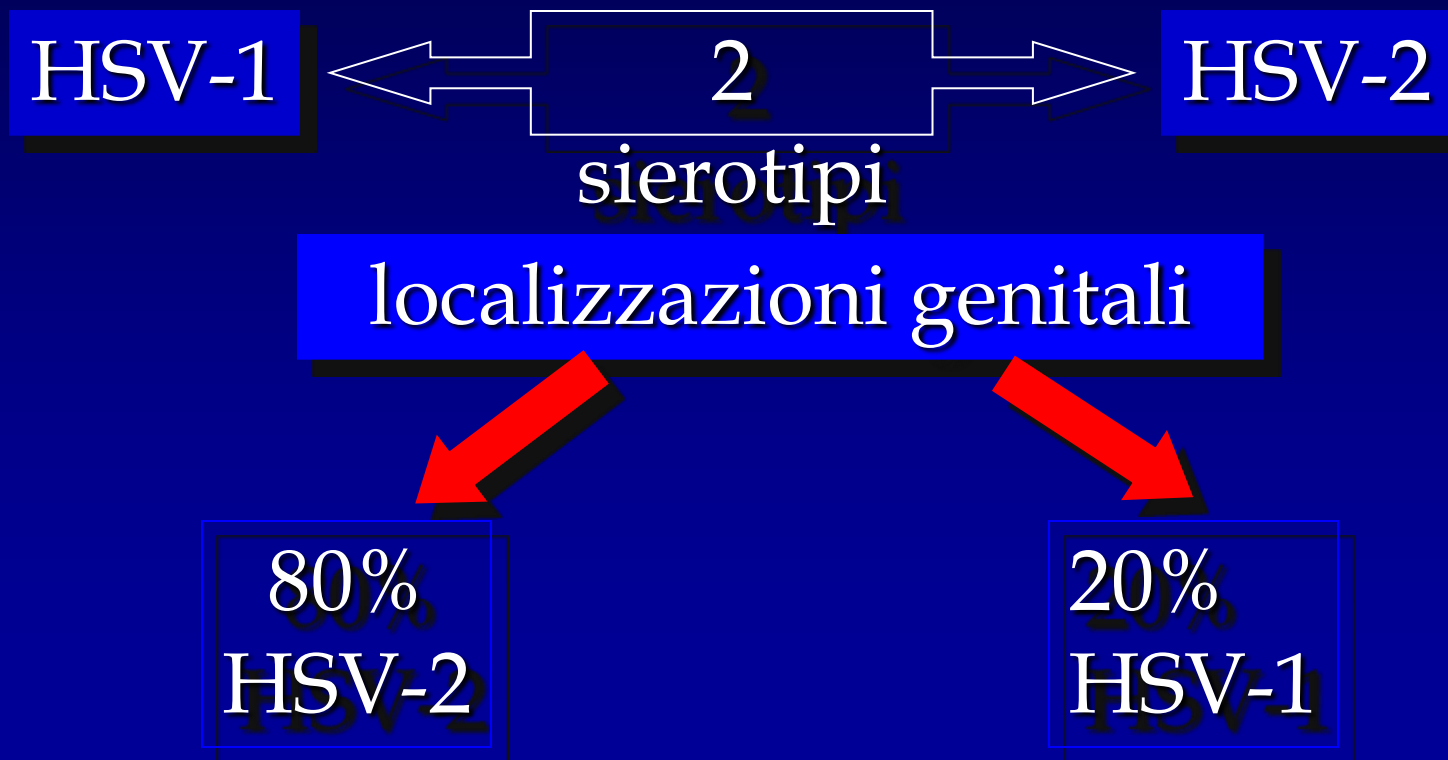 HSV-1
2
HSV-2
sierotipi
localizzazioni genitali
80%
HSV-2
20%
HSV-1